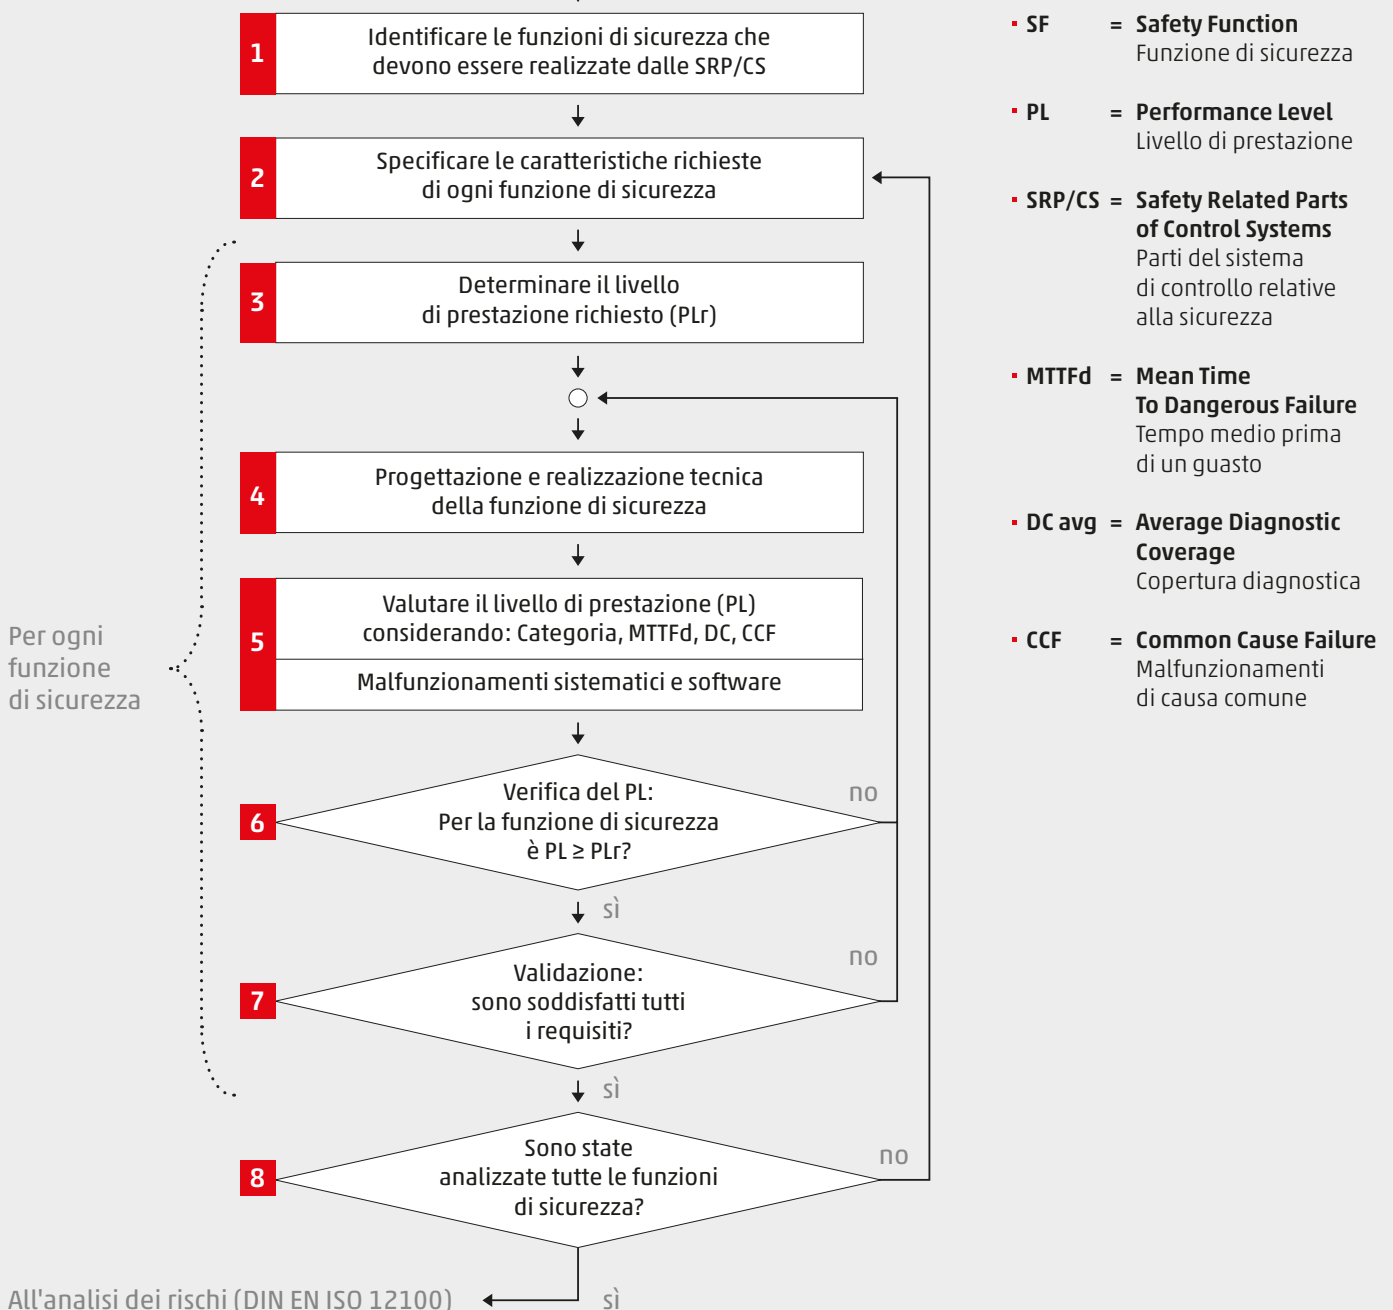 1
Identificare le funzioni di sicurezza che
devono essere realizzate dalle SRP/CS
2
Specificare le caratteristiche richieste
di ogni funzione di sicurezza
3
Determinare il livello
di prestazione richiesto (PLr)
4
Progettazione e realizzazione tecnica
della funzione di sicurezza
5
Valutare il livello di prestazione (PL)
considerando: Categoria, MTTFd, DC, CCF
Malfunzionamenti sistematici e software
Per ogni
funzione
di sicurezza
6
Verifica del PL:
Per la funzione di sicurezza
è PL ≥ PLr?
no
sì
7
Validazione:
sono soddisfatti tutti
i requisiti?
no
sì
8
Sono state
analizzate tutte le funzioni
di sicurezza?
no
sì
All'analisi dei rischi (DIN EN ISO 12100)
▪ SF = Safety Function
Funzione di sicurezza
▪ PL = Performance Level
Livello di prestazione
▪ SRP/CS = Safety Related Parts
of Control Systems
Parti del sistema
di controllo relative
alla sicurezza
▪ MTTFd = Mean Time
To Dangerous Failure
Tempo medio prima
di un guasto
▪ DC avg = Average Diagnostic
Coverage
Copertura diagnostica
▪ CCF = Common Cause Failure
Malfunzionamenti
di causa comune